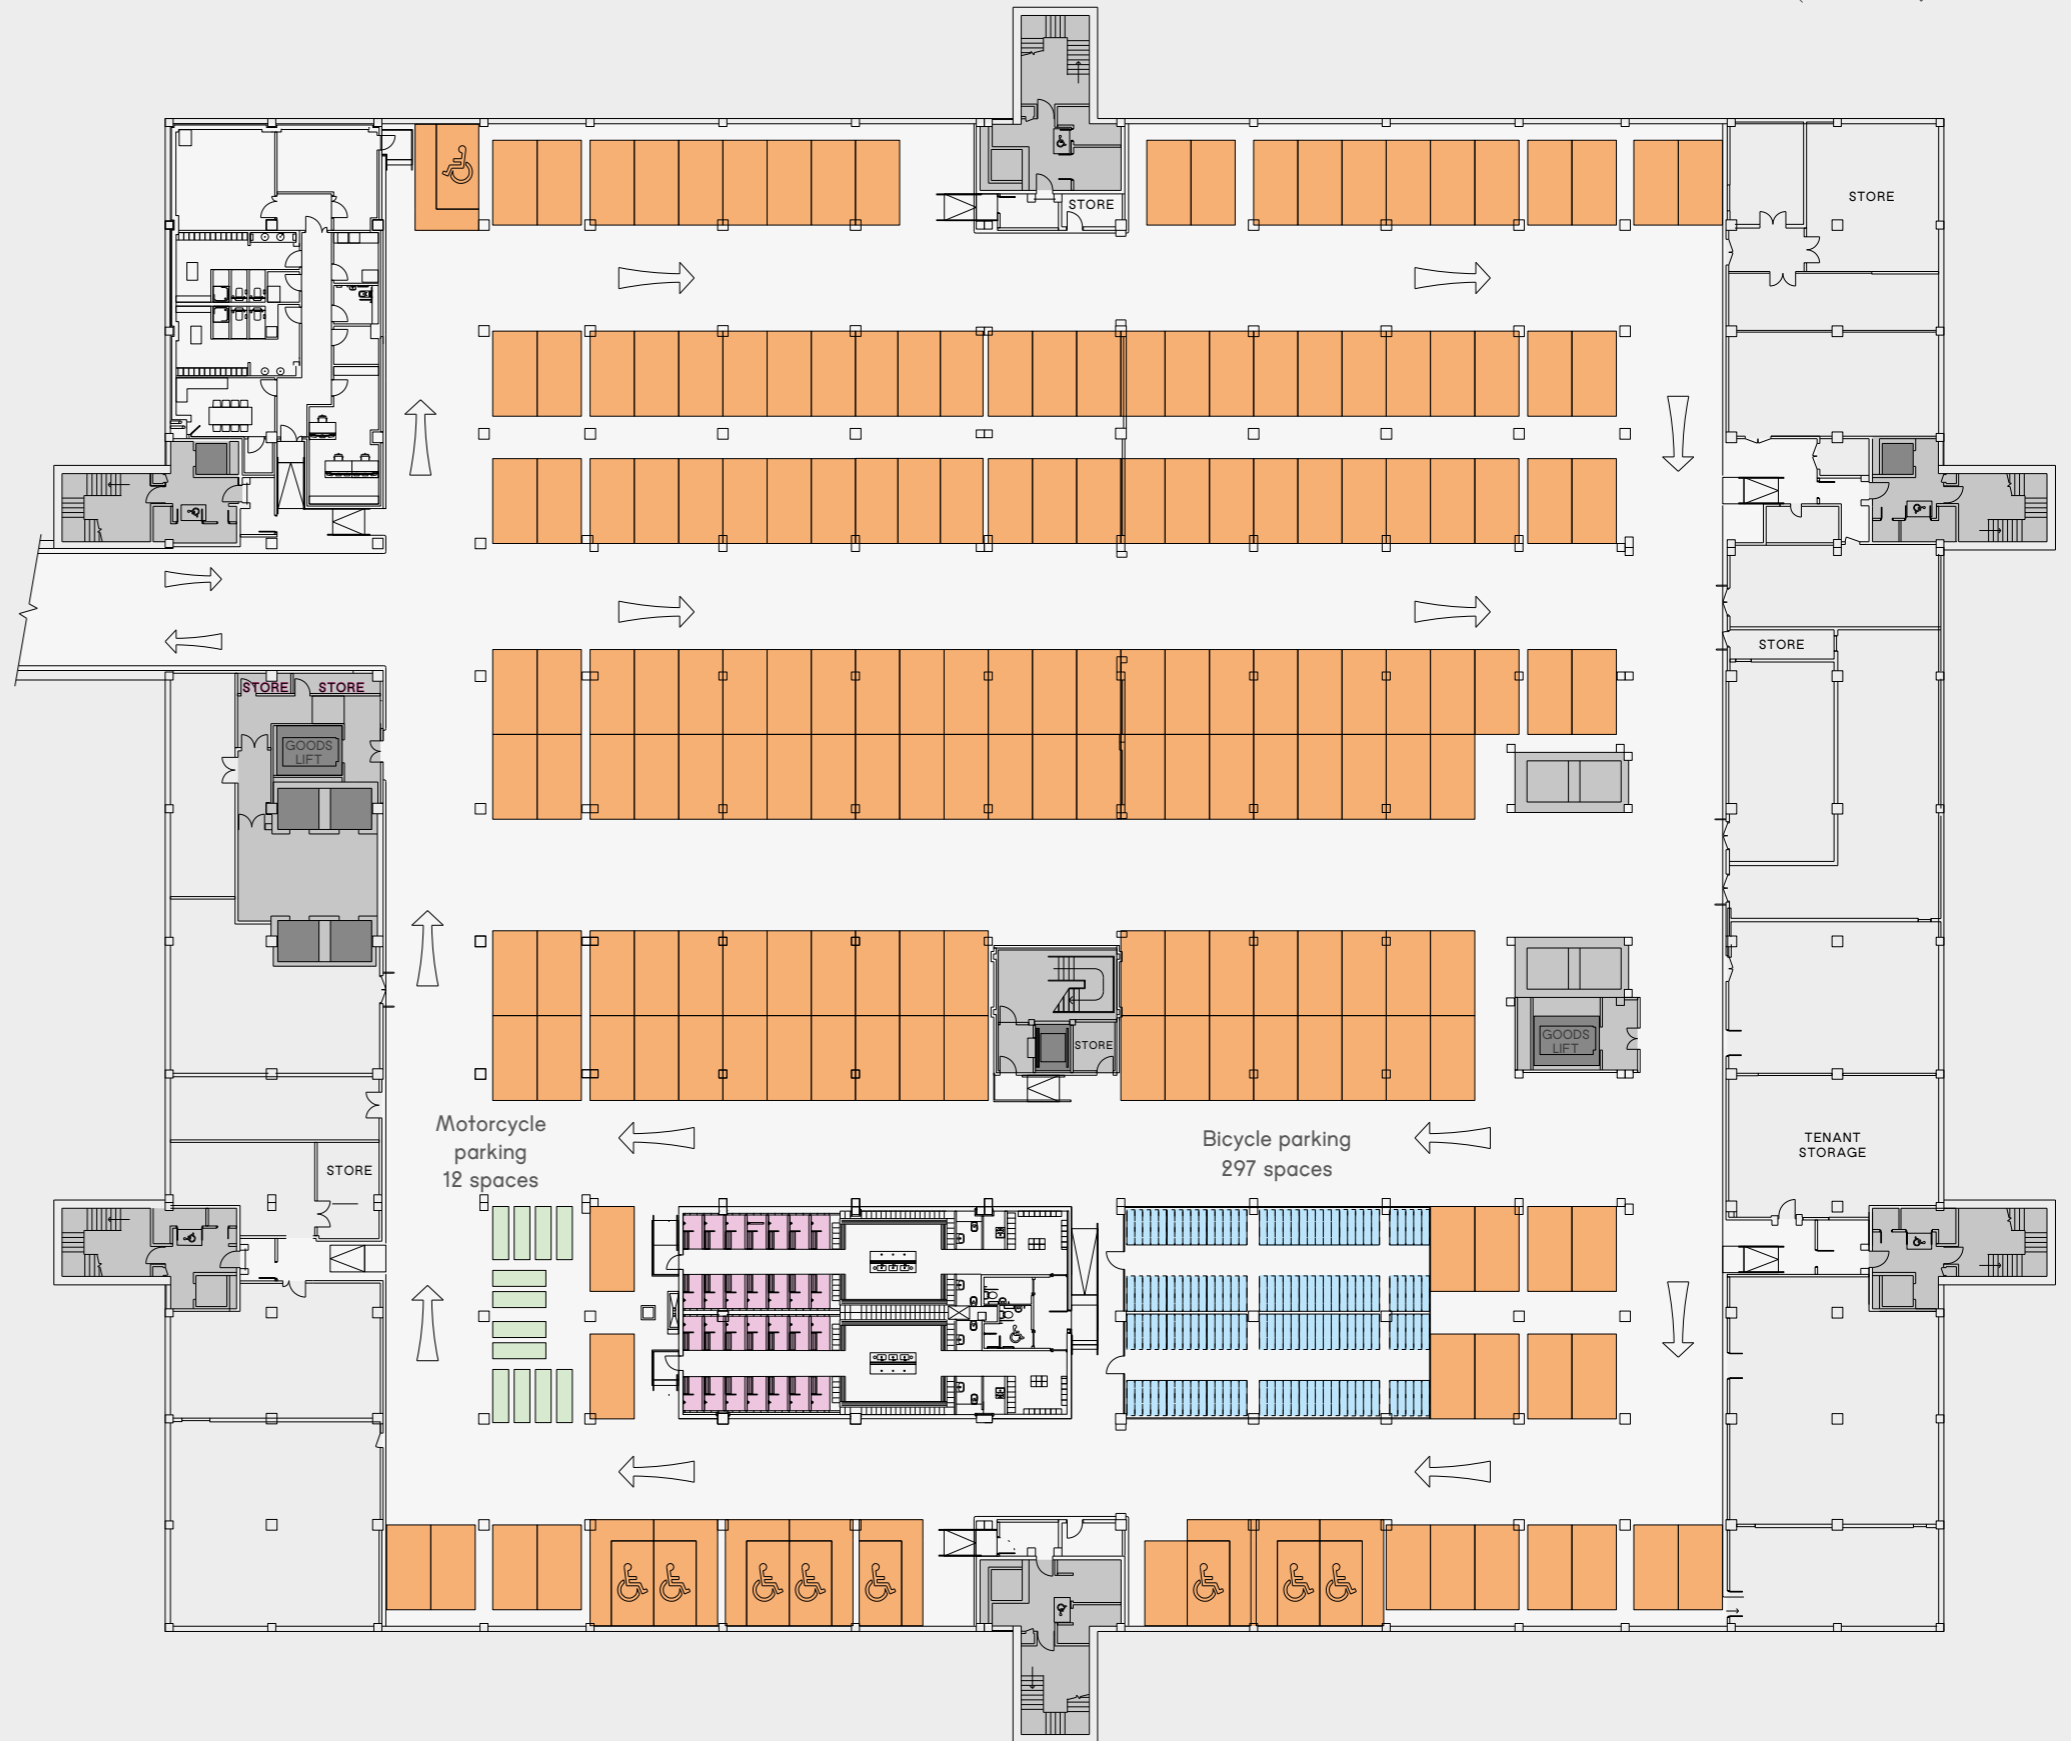 STORE
STORE
STORE
STORE STORE
GOODS
LIFT
STORE
GOODS
LIFT
Motorcycle
parking
12 spaces
Bicycle parking
297 spaces
TENANT
STORAGE
STORE